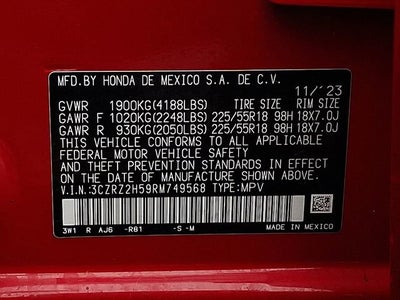 MFD.BY HONDA DE MEXICO S.A. DE C.V.
11/'23
GVWR 1900KG(4188LBS) TIRE SIZE RIM SIZE
GAWR F 1020KG(2248LBS) 225/55R18 98H 18X7.0J
GAWR R 930KG(2050LBS) 225/55R18 98H 18X7.0J
THIS VEHICLE CONFORMS TO ALL APPLICABLE
FEDERAL MOTOR VEHICLE SAFETY, BUMPER,
AND THEFT PREVENTION STANDARDS IN EFFECT
ON THE DATE OF MANUFACTURE SHOWN ABOVE.
V.I.N:3CZRZ2H59RM749568 TYPE:MPV
3W1 R AJ6 -R81 -S -M MADE IN MEXICO